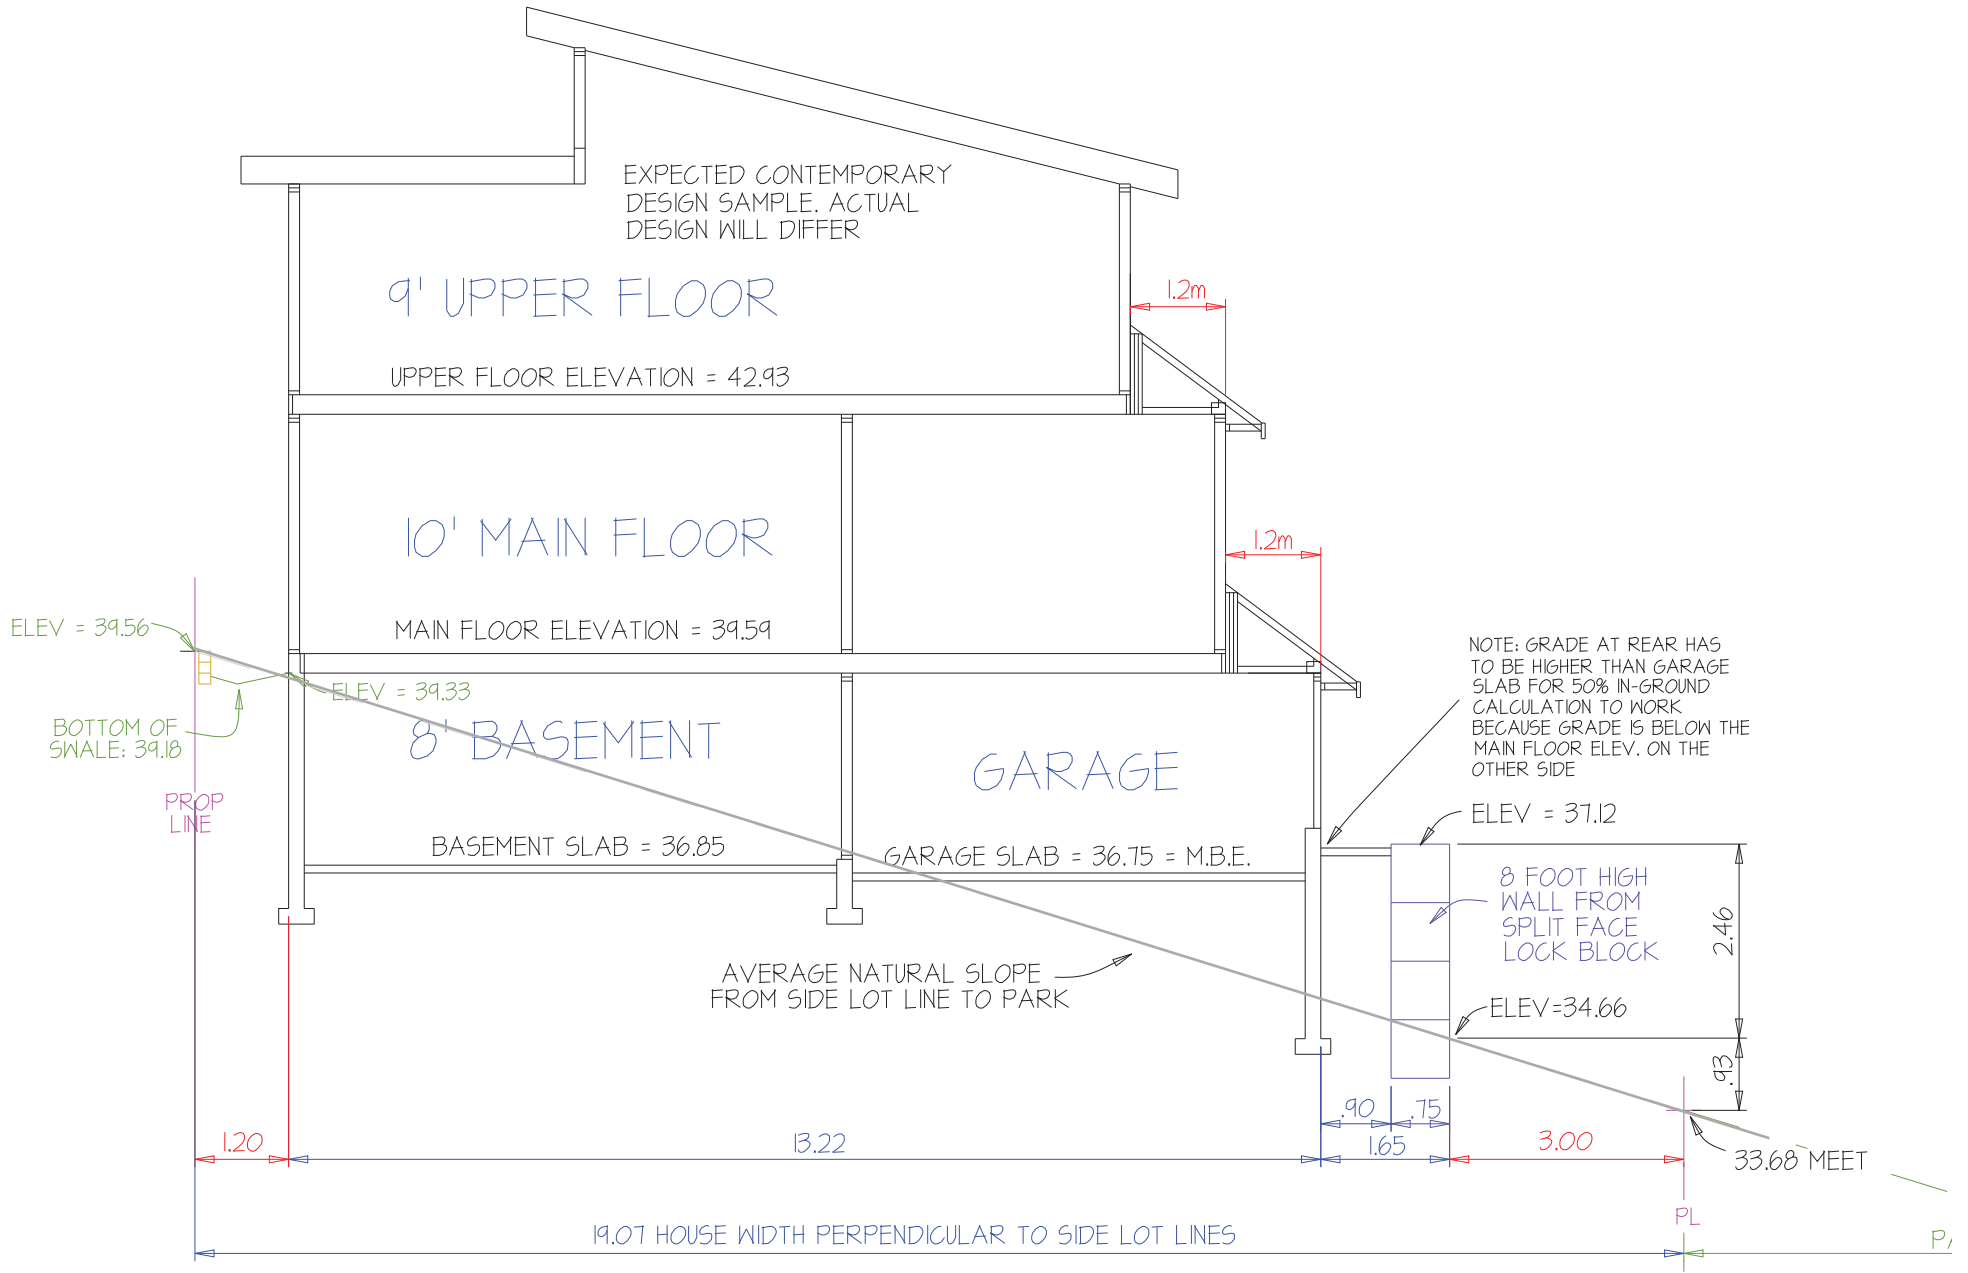 EXPECTED CONTEMPORARY
DESIGN SAMPLE. ACTUAL
DESIGN WILL DIFFER
9' UPPER FLOOR
1.2m
UPPER FLOOR ELEVATION = 42.93
10' MAIN FLOOR
1.2m
MAIN FLOOR ELEVATION = 39.59
ELEV = 39.56
ELEV = 39.33
BOTTOM OF
SWALE: 39.18
8' BASEMENT
GARAGE
NOTE: GRADE AT REAR HAS
TO BE HIGHER THAN GARAGE
SLAB FOR 50% IN-GROUND
CALCULATION TO WORK
BECAUSE GRADE IS BELOW THE
MAIN FLOOR ELEV. ON THE
OTHER SIDE
PROP
LINE
ELEV = 37.12
BASEMENT SLAB = 36.85
GARAGE SLAB = 36.75 = M.B.E.
8 FOOT HIGH
WALL FROM
SPLIT FACE
LOCK BLOCK
2.46
AVERAGE NATURAL SLOPE
FROM SIDE LOT LINE TO PARK
ELEV=34.66
.93
.90
.75
1.20
13.22
1.65
3.00
33.68 MEET
PL
19.07 HOUSE WIDTH PERPENDICULAR TO SIDE LOT LINES